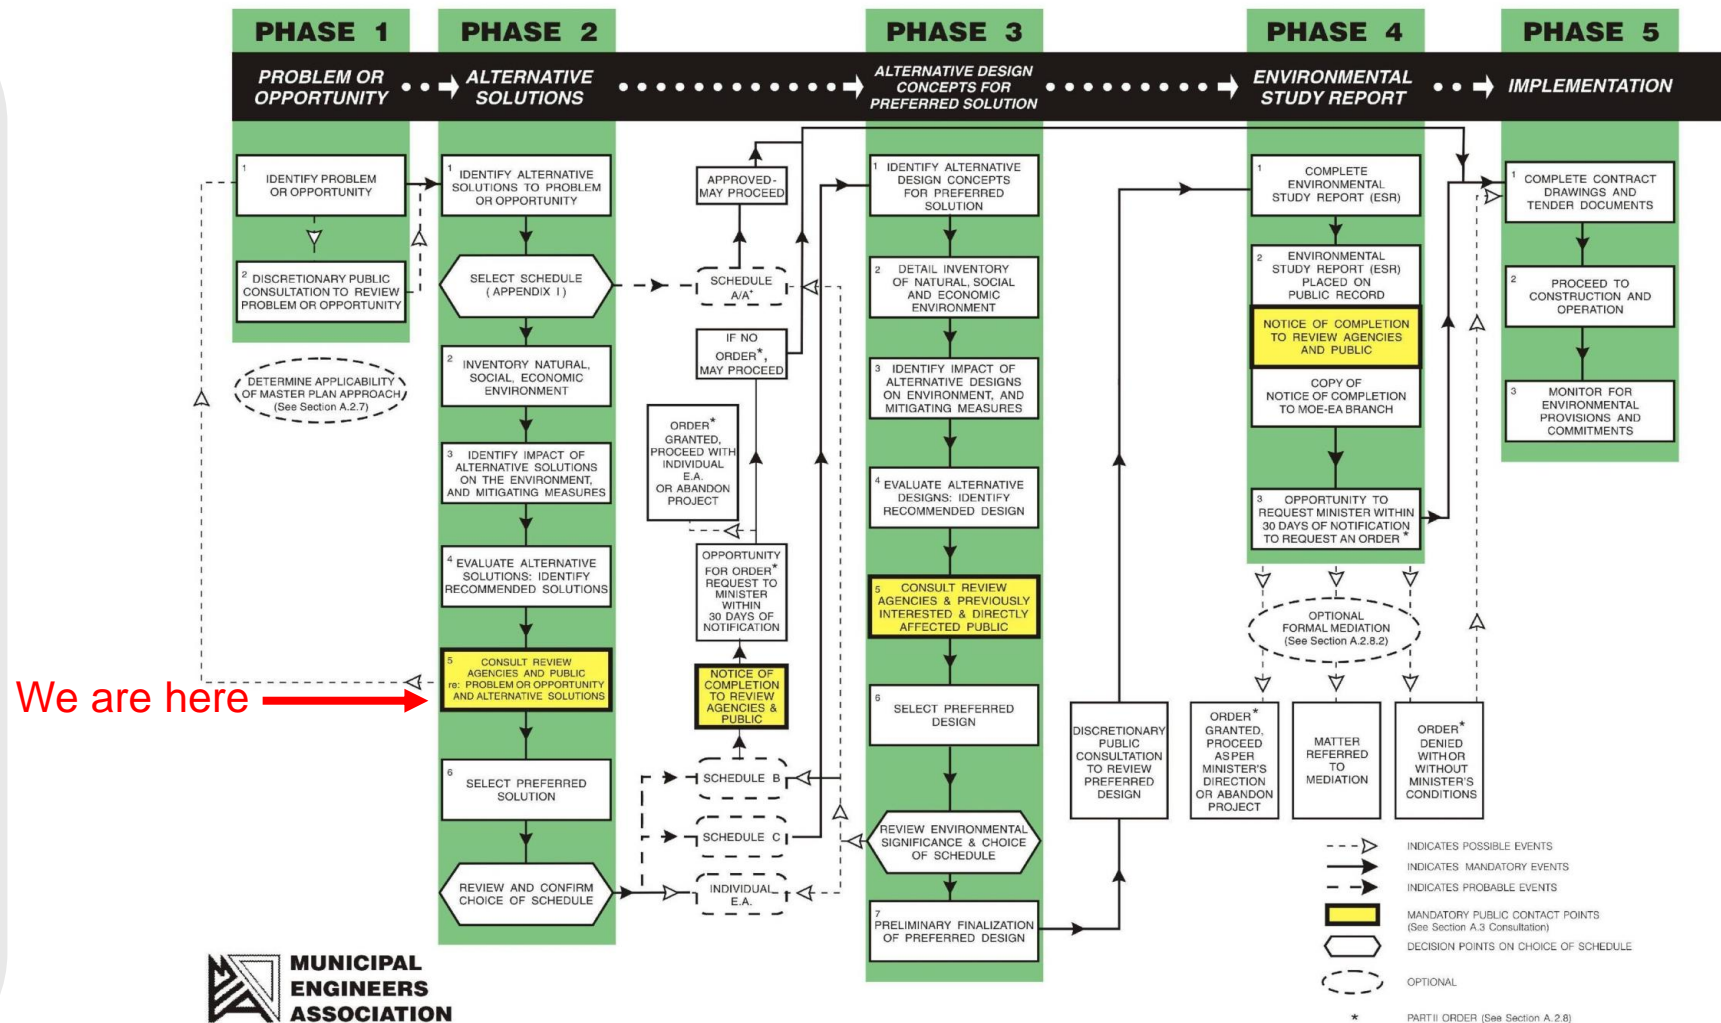 PHASE 1
PHASE 2
PHASE 3
PHASE 4
PHASE 5
PROBLEM OR
OPPORTUNITY
ALTERNATIVE
SOLUTIONS
ALTERNATIVE DESIGN
CONCEPTS FOR
PREFERRED SOLUTION
ENVIRONMENTAL
STUDY REPORT
IMPLEMENTATION
1
IDENTIFY PROBLEM
OR OPPORTUNITY
2 DISCRETIONARY PUBLIC
CONSULTATION TO REVIEW
PROBLEM OR OPPORTUNITY
DETERMINE APPLICABILITY
OF MASTER PLAN APPROACH
(See Section A.2.7)
We are here
1
IDENTIFY ALTERNATIVE
SOLUTIONS TO PROBLEM
OR OPPORTUNITY
SELECT SCHEDULE
(APPENDIX I)
2
INVENTORY NATURAL,
SOCIAL, ECONOMIC
ENVIRONMENT
3 IDENTIFY IMPACT OF
ALTERNATIVE SOLUTIONS
ON THE ENVIRONMENT,
AND MITIGATING MEASURES
4 EVALUATE ALTERNATIVE
SOLUTIONS: IDENTIFY
RECOMMENDED SOLUTIONS
5 CONSULT REVIEW
AGENCIES AND PUBLIC
re: PROBLEM OR OPPORTUNITY
AND ALTERNATIVE SOLUTIONS
6
SELECT PREFERRED
SOLUTION
REVIEW AND CONFIRM
CHOICE OF SCHEDULE
APPROVED-
MAY PROCEED
SCHEDULE
A/A+
IF NO
ORDER*,
MAY PROCEED
ORDER*
GRANTED,
PROCEED WITH
INDIVIDUAL
E.A.
OR ABANDON
PROJECT
OPPORTUNITY
FOR ORDER*
REQUEST TO
MINISTER
WITHIN
30 DAYS OF
NOTIFICATION
NOTICE OF
COMPLETION
TO REVIEW
AGENCIES &
PUBLIC
SCHEDULE B
SCHEDULE C
INDIVIDUAL
E.A.
1 IDENTIFY ALTERNATIVE
DESIGN CONCEPTS
FOR PREFERRED
SOLUTION
2
DETAIL INVENTORY
OF NATURAL, SOCIAL
AND ECONOMIC
ENVIRONMENT
3 IDENTIFY IMPACT OF
ALTERNATIVE DESIGNS
ON ENVIRONMENT, AND
MITIGATING MEASURES
4 EVALUATE ALTERNATIVE
DESIGNS: IDENTIFY
RECOMMENDED DESIGN
5 CONSULT REVIEW
AGENCIES & PREVIOUSLY
INTERESTED & DIRECTLY
AFFECTED PUBLIC
6
SELECT PREFERRED
DESIGN
REVIEW ENVIRONMENTAL
SIGNIFICANCE & CHOICE
OF SCHEDULE
7
PRELIMINARY FINALIZATION
OF PREFERRED DESIGN
DISCRETIONARY
PUBLIC
CONSULTATION
TO REVIEW
PREFERRED
DESIGN
1
COMPLETE
ENVIRONMENTAL
STUDY REPORT (ESR)
2 ENVIRONMENTAL
STUDY REPORT (ESR)
PLACED ON
PUBLIC RECORD
NOTICE OF COMPLETION
TO REVIEW AGENCIES
AND PUBLIC
COPY OF
NOTICE OF COMPLETION
TO MOE-EA BRANCH
3 OPPORTUNITY TO
REQUEST MINISTER WITHIN
30 DAYS OF NOTIFICATION
TO REQUEST AN ORDER*
OPTIONAL
FORMAL MEDIATION
(See Section A.2.8.2)
ORDER*
GRANTED,
PROCEED
ASPER
MINISTER'S
DIRECTION
OR ABANDON
PROJECT
MATTER
REFERRED
TO
MEDIATION
ORDER*
DENIED
WITH OR
WITHOUT
MINISTER'S
CONDITIONS
1
COMPLETE CONTRACT
DRAWINGS AND
TENDER DOCUMENTS
2
PROCEED TO
CONSTRUCTION AND
OPERATION
3
MONITOR FOR
ENVIRONMENTAL
PROVISIONS AND
COMMITMENTS
INDICATES POSSIBLE EVENTS
INDICATES MANDATORY EVENTS
INDICATES PROBABLE EVENTS
MANDATORY PUBLIC CONTACT POINTS
(See Section A.3 Consultation)
DECISION POINTS ON CHOICE OF SCHEDULE
OPTIONAL
* PART II ORDER (See Section A.2.8)
MUNICIPAL
ENGINEERS
ASSOCIATION